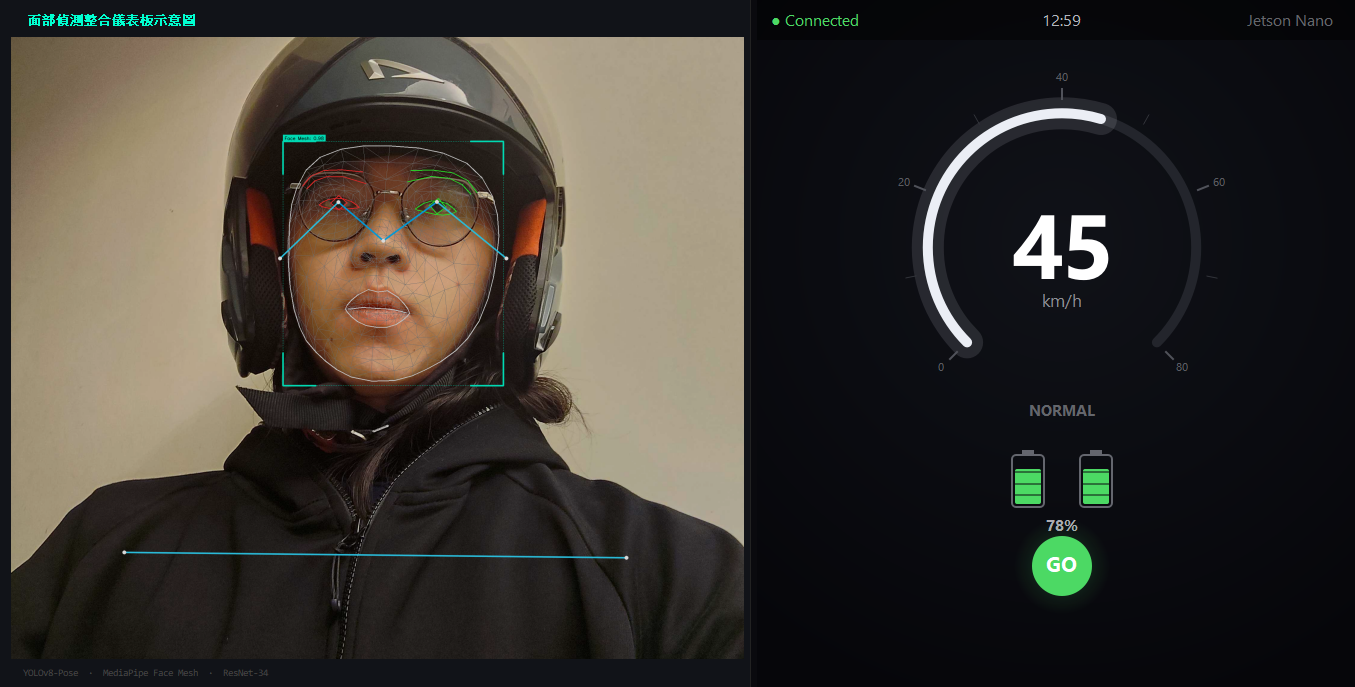 面部偵測整合儀表板示意圖
Face Mesh: 0.98
YOLOv8-Pose · MediaPipe Face Mesh · ResNet-34
● Connected
12:59
Jetson Nano
40
20
60
45
km/h
0
80
NORMAL
78%
GO